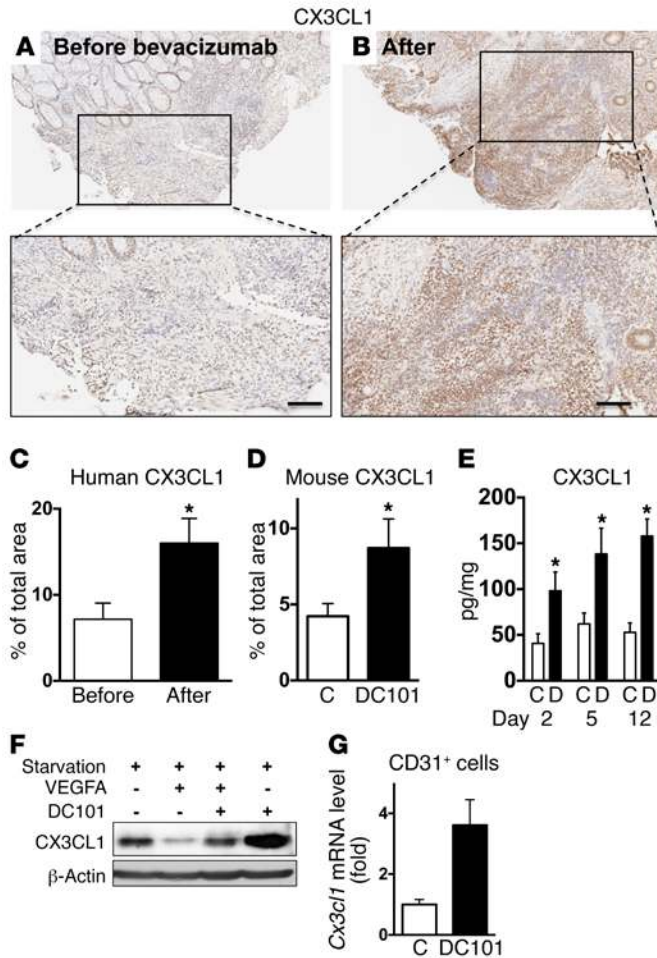 CX3CL1
A Before bevacizumab
B After
C Human CX3CL1
% of total area
20
10
0
Before After
*
D Mouse CX3CL1
% of total area
10
5
0
C DC101
*
E CX3CL1
pg/mg
200
150
100
50
0
* * *
C D C D C D
Day 2 5 12
F
Starvation + + + +
VEGFA - + + -
DC101 - - + +
CX3CL1
β-Actin
G CD31⁺ cells
Cx3cl1 mRNA level
(fold)
4
2
0
C DC101